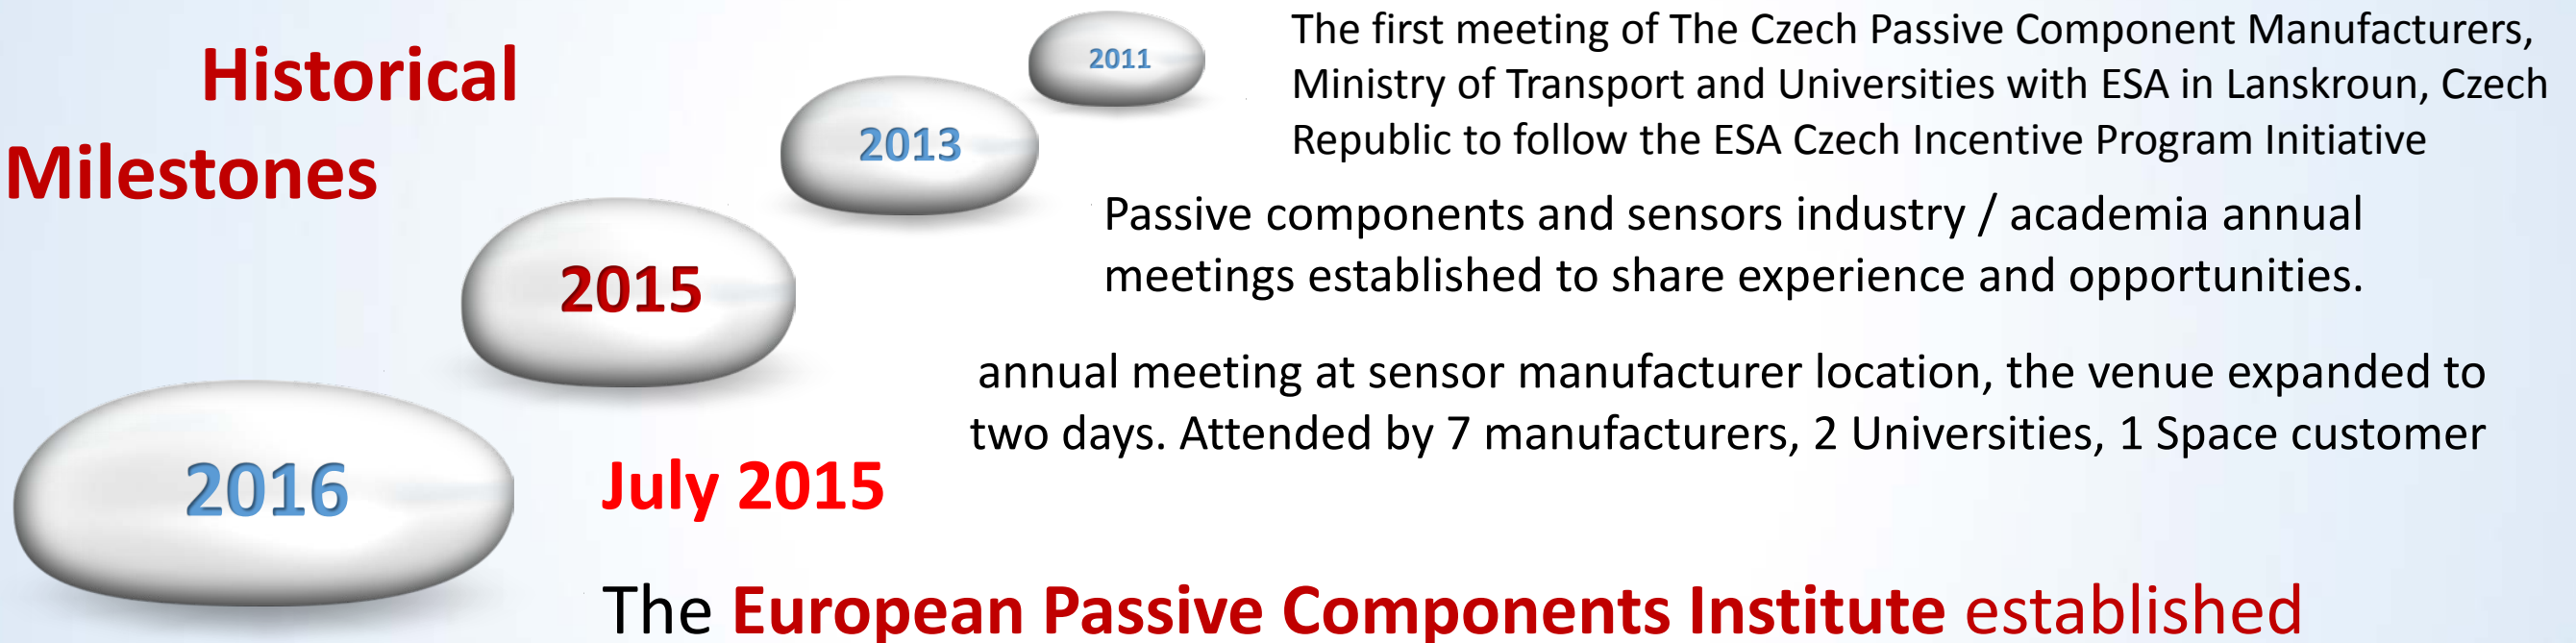 Historical
Milestones
2011
The first meeting of The Czech Passive Component Manufacturers,
Ministry of Transport and Universities with ESA in Lanskroun, Czech
Republic to follow the ESA Czech Incentive Program Initiative
2013
Passive components and sensors industry / academia annual
meetings established to share experience and opportunities.
2015
annual meeting at sensor manufacturer location, the venue expanded to
two days. Attended by 7 manufacturers, 2 Universities, 1 Space customer
2016
July 2015
The European Passive Components Institute established